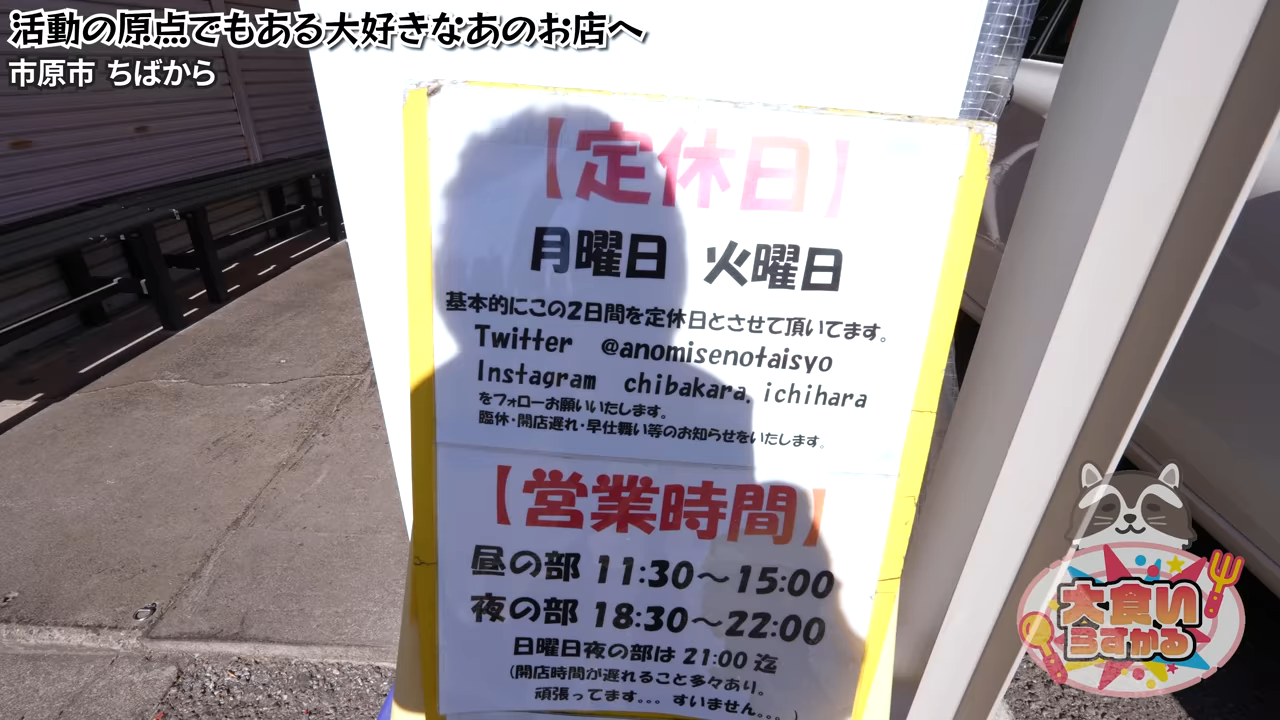 活動の原点でもある大好きなあのお店へ
市原市 ちばから
【定休日】
月曜日 火曜日
基本的にこの2日間を定休日とさせて頂いてます。
Twitter @anomisenotaisyo
Instagram chibakara.ichihara
をフォローお願いいたします。
臨休・開店遅れ・早仕舞い等のお知らせをいたします。
【営業時間】
昼の部 11:30〜15:00
夜の部 18:30〜22:00
日曜日夜の部は 21:00 迄
(開店時間が遅れること多々あり。
頑張ってます。。。すいません。。。)
大食い
らすかる